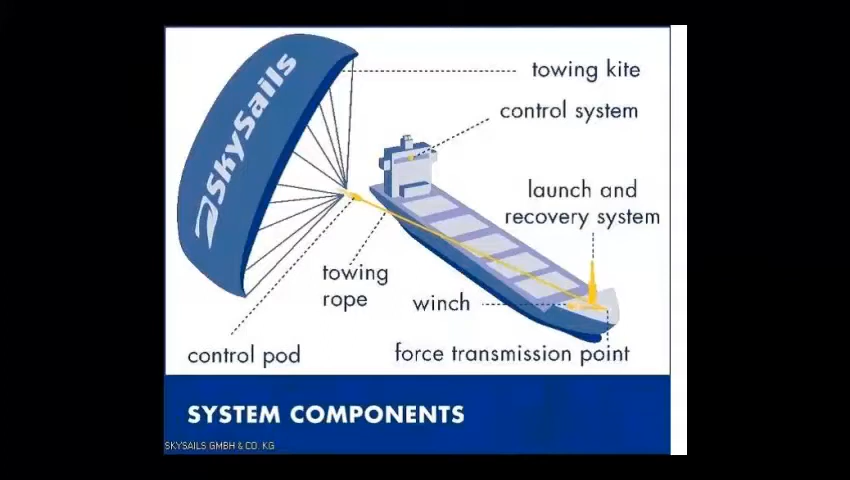 SkySails
towing kite
control system
launch and
recovery system
towing
rope
winch
control pod
force transmission point
SYSTEM COMPONENTS
SKYSAILS GMBH & CO. KG